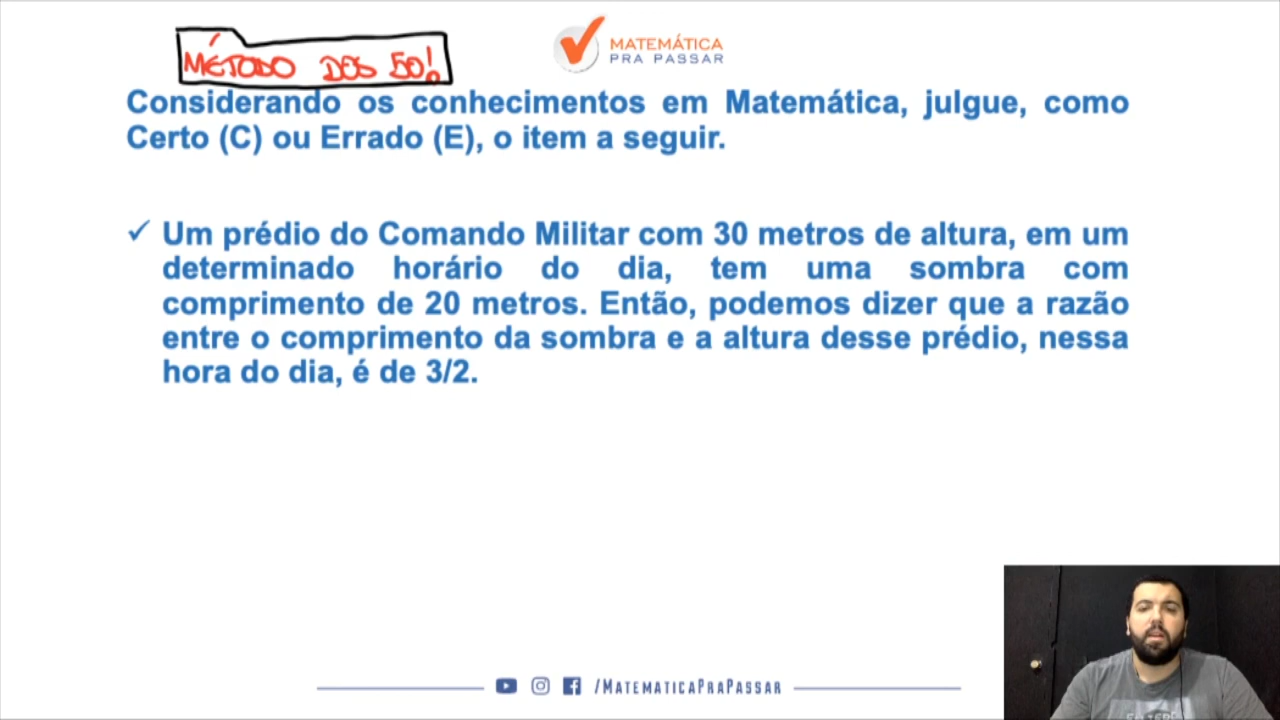 MÉTODO DOS 50!
MATEMÁTICA
PRA PASSAR
Considerando os conhecimentos em Matemática, julgue, como
Certo (C) ou Errado (E), o item a seguir.
✓ Um prédio do Comando Militar com 30 metros de altura, em um
determinado horário do dia, tem uma sombra com
comprimento de 20 metros. Então, podemos dizer que a razão
entre o comprimento da sombra e a altura desse prédio, nessa
hora do dia, é de 3/2.
/MATEMATICAPRAPASSAR